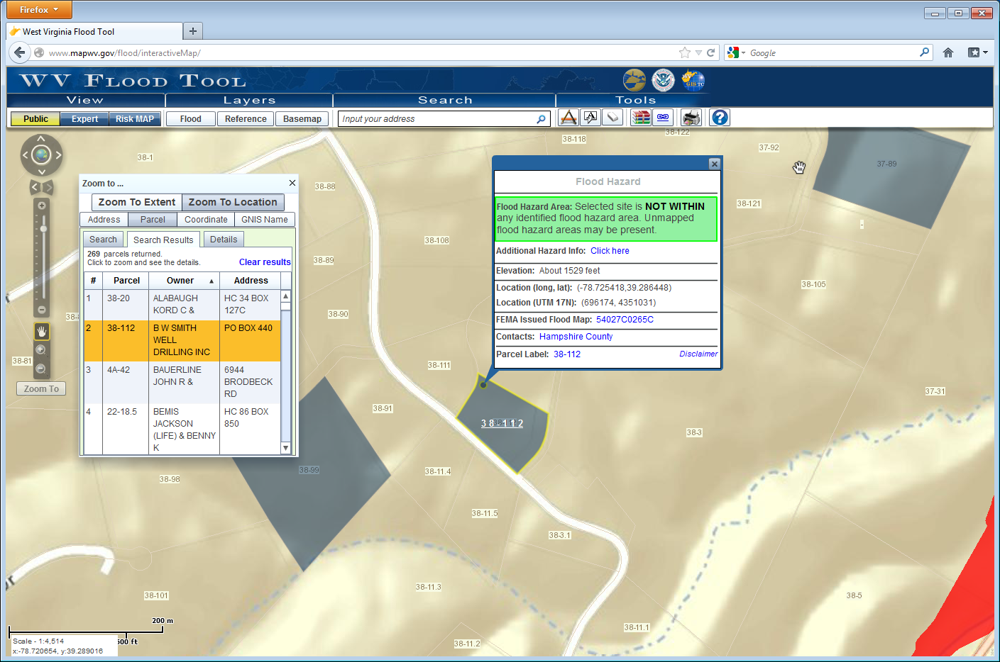 Firefox
West Virginia Flood Tool
www.mapwv.gov/flood/interactiveMap/
Google
WV Flood Tool
View
Layers
Search
Tools
Public
Expert
Risk MAP
Flood
Reference
Basemap
Input your address
Zoom to ...
Zoom To Extent
Zoom To Location
Address
Parcel
Coordinate
GNIS Name
Search
Search Results
Details
269 parcels returned.
Click to zoom and see the details.
Clear results
# Parcel Owner Address
1 38-20 ALABAUGH KORD C & HC 34 BOX 127C
2 38-112 B W SMITH WELL DRILLING INC PO BOX 440
3 4A-42 BAUERLINE JOHN R & 6944 BRODBECK RD
4 22-18.5 BEMIS JACKSON (LIFE) & BENNY K HC 86 BOX 850
Zoom To
Flood Hazard
Flood Hazard Area: Selected site is NOT WITHIN
any identified flood hazard area. Unmapped
flood hazard areas may be present.
Additional Hazard Info: Click here
Elevation: About 1529 feet
Location (long, lat): (-78.725418,39.286448)
Location (UTM 17N): (696174, 4351031)
FEMA Issued Flood Map: 54027C0265C
Contacts: Hampshire County
Parcel Label: 38-112
Disclaimer
38-122
38-118
37-92
38-1
37-89
38-88
38-121
38-108
38-89
38-105
38-90
38-81
38-111
37-31
38-91
38-112
38-3
38-99
38-11.4
38-98
38-11.5
38-3.1
38-11.3
38-101
38-5
38-11.1
38-11.2
200 m
Scale - 1:4,514
x:-78.720654, y:39.289016